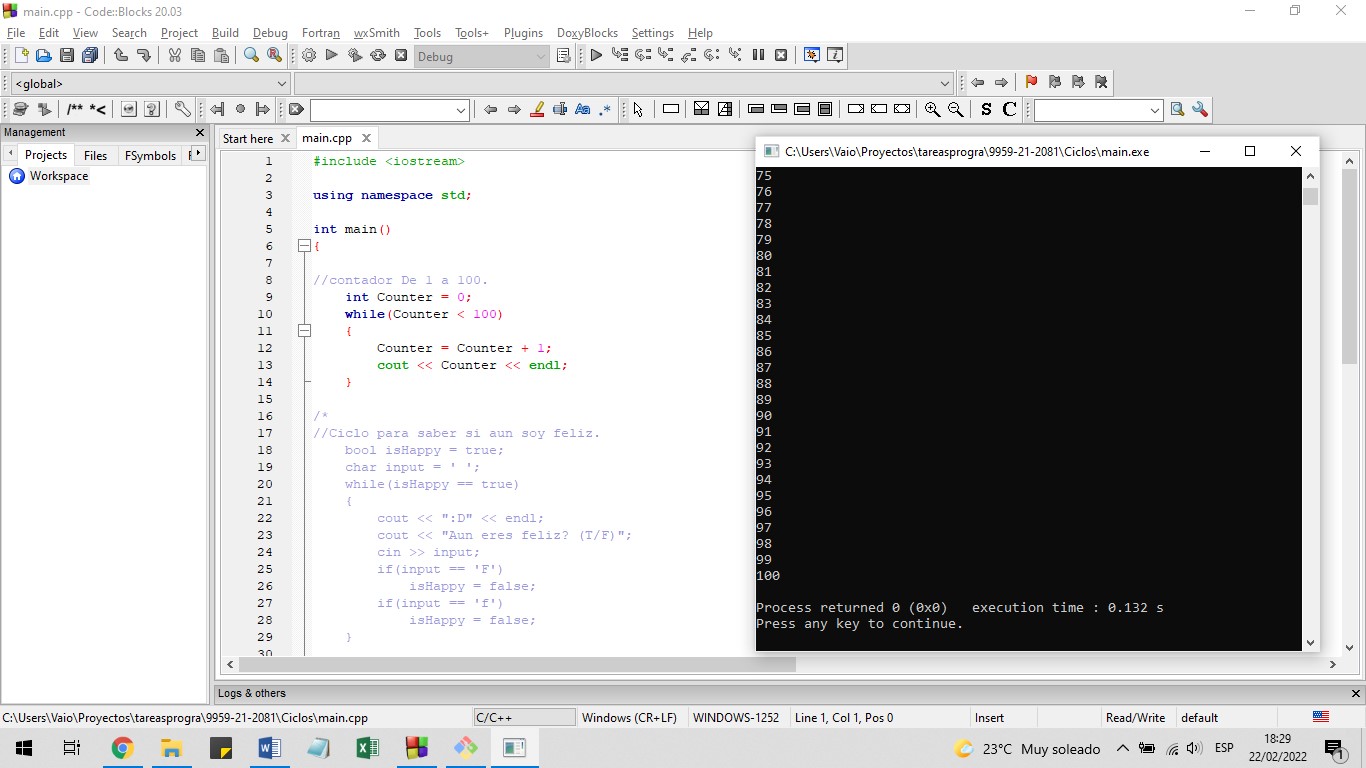 main.cpp - Code::Blocks 20.03
File Edit View Search Project Build Debug Fortran wxSmith Tools Tools+ Plugins DoxyBlocks Settings Help
Debug
<global>
/** *< Aa .* S C
Management
Projects Files FSymbols
Workspace
Start here main.cpp
1 #include <iostream>
2
3 using namespace std;
4
5 int main()
6 {
7
8 //contador De 1 a 100.
9 int Counter = 0;
10 while(Counter < 100)
11 {
12 Counter = Counter + 1;
13 cout << Counter << endl;
14 }
15
16 /*
17 //Ciclo para saber si aun soy feliz.
18 bool isHappy = true;
19 char input = ' ';
20 while(isHappy == true)
21 {
22 cout << ":D" << endl;
23 cout << "Aun eres feliz? (T/F)";
24 cin >> input;
25 if(input == 'F')
26 isHappy = false;
27 if(input == 'f')
28 isHappy = false;
29 }
30
C:\Users\Vaio\Proyectos\tareasprogra\9959-21-2081\Ciclos\main.exe
75
76
77
78
79
80
81
82
83
84
85
86
87
88
89
90
91
92
93
94
95
96
97
98
99
100
Process returned 0 (0x0) execution time : 0.132 s
Press any key to continue.
Logs & others
C:\Users\Vaio\Proyectos\tareasprogra\9959-21-2081\Ciclos\main.cpp C/C++ Windows (CR+LF) WINDOWS-1252 Line 1, Col 1, Pos 0 Insert Read/Write default
23°C Muy soleado ESP 18:29
22/02/2022 1